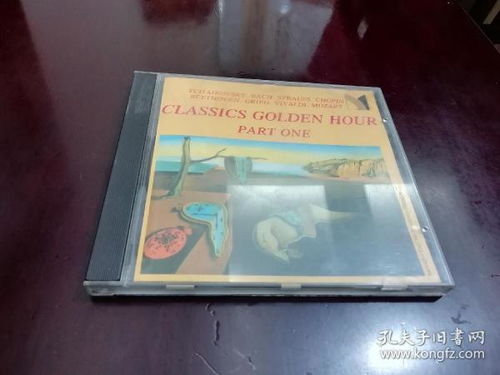 TCHAIKOVSKY, BACH, STRAUSS, CHOPIN
BEETHOVEN, GRIEG, VIVALDI, MOZART
CLASSICS GOLDEN HOUR
PART ONE
孔夫子旧书网
www.kongfz.com